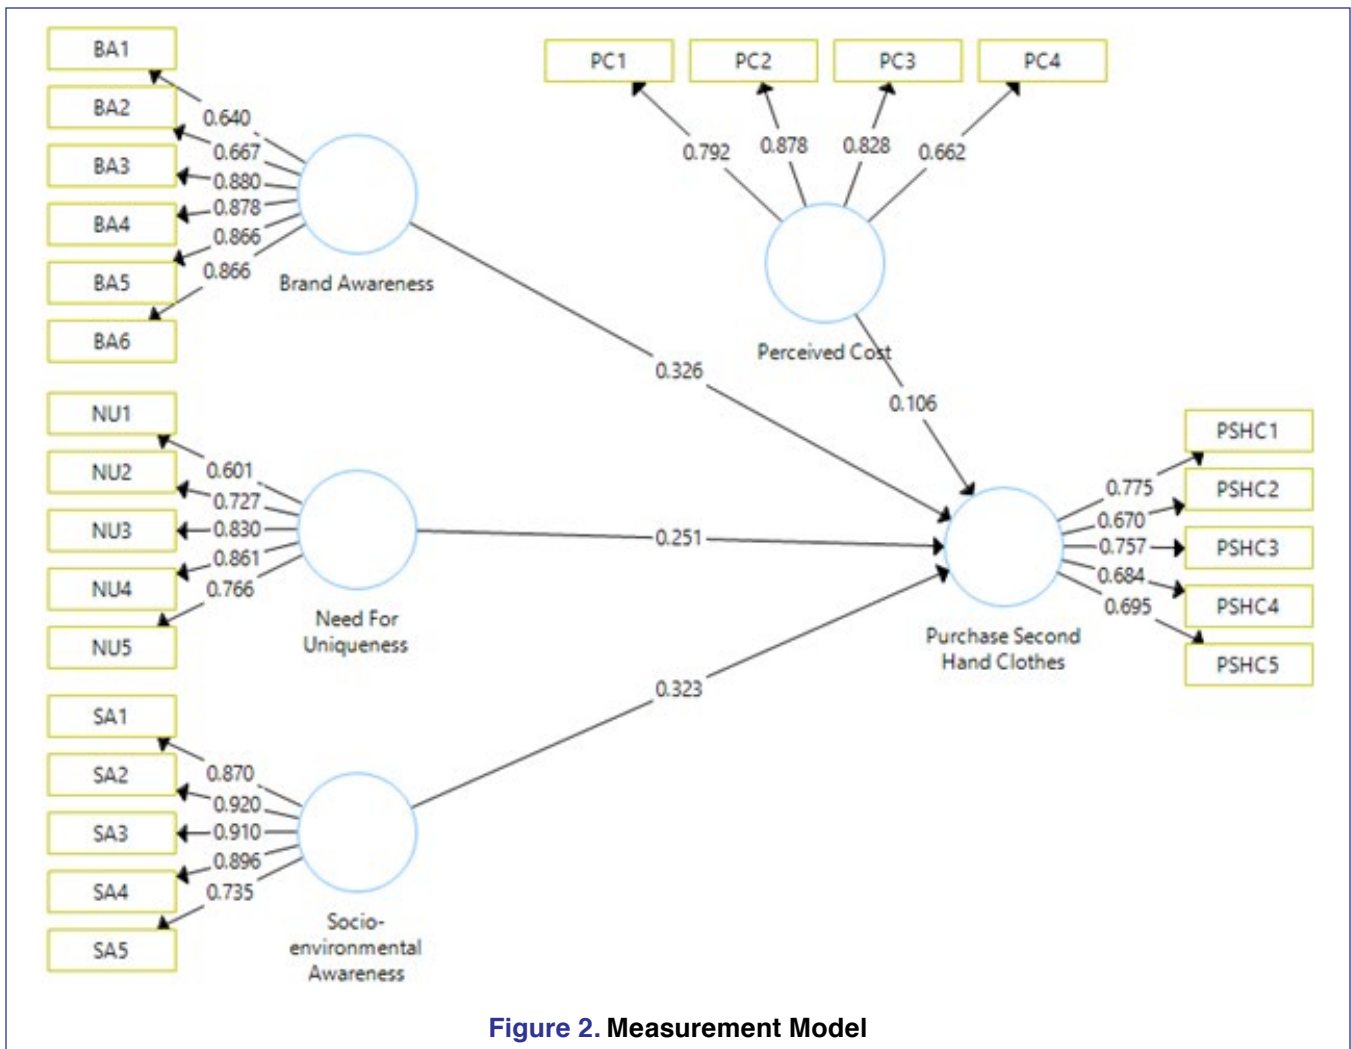 BA1
BA2
BA3
BA4
BA5
BA6
0.640
0.667
0.880
0.878
0.866
0.866
Brand Awareness
PC1
PC2
PC3
PC4
0.792
0.878
0.828
0.662
Perceived Cost
0.326
0.106
NU1
NU2
NU3
NU4
NU5
0.601
0.727
0.830
0.861
0.766
Need For
Uniqueness
0.251
PSHC1
PSHC2
PSHC3
PSHC4
PSHC5
0.775
0.670
0.757
0.684
0.695
Purchase Second
Hand Clothes
SA1
SA2
SA3
SA4
SA5
0.870
0.920
0.910
0.896
0.735
Socio-
environmental
Awareness
0.323
Figure 2. Measurement Model